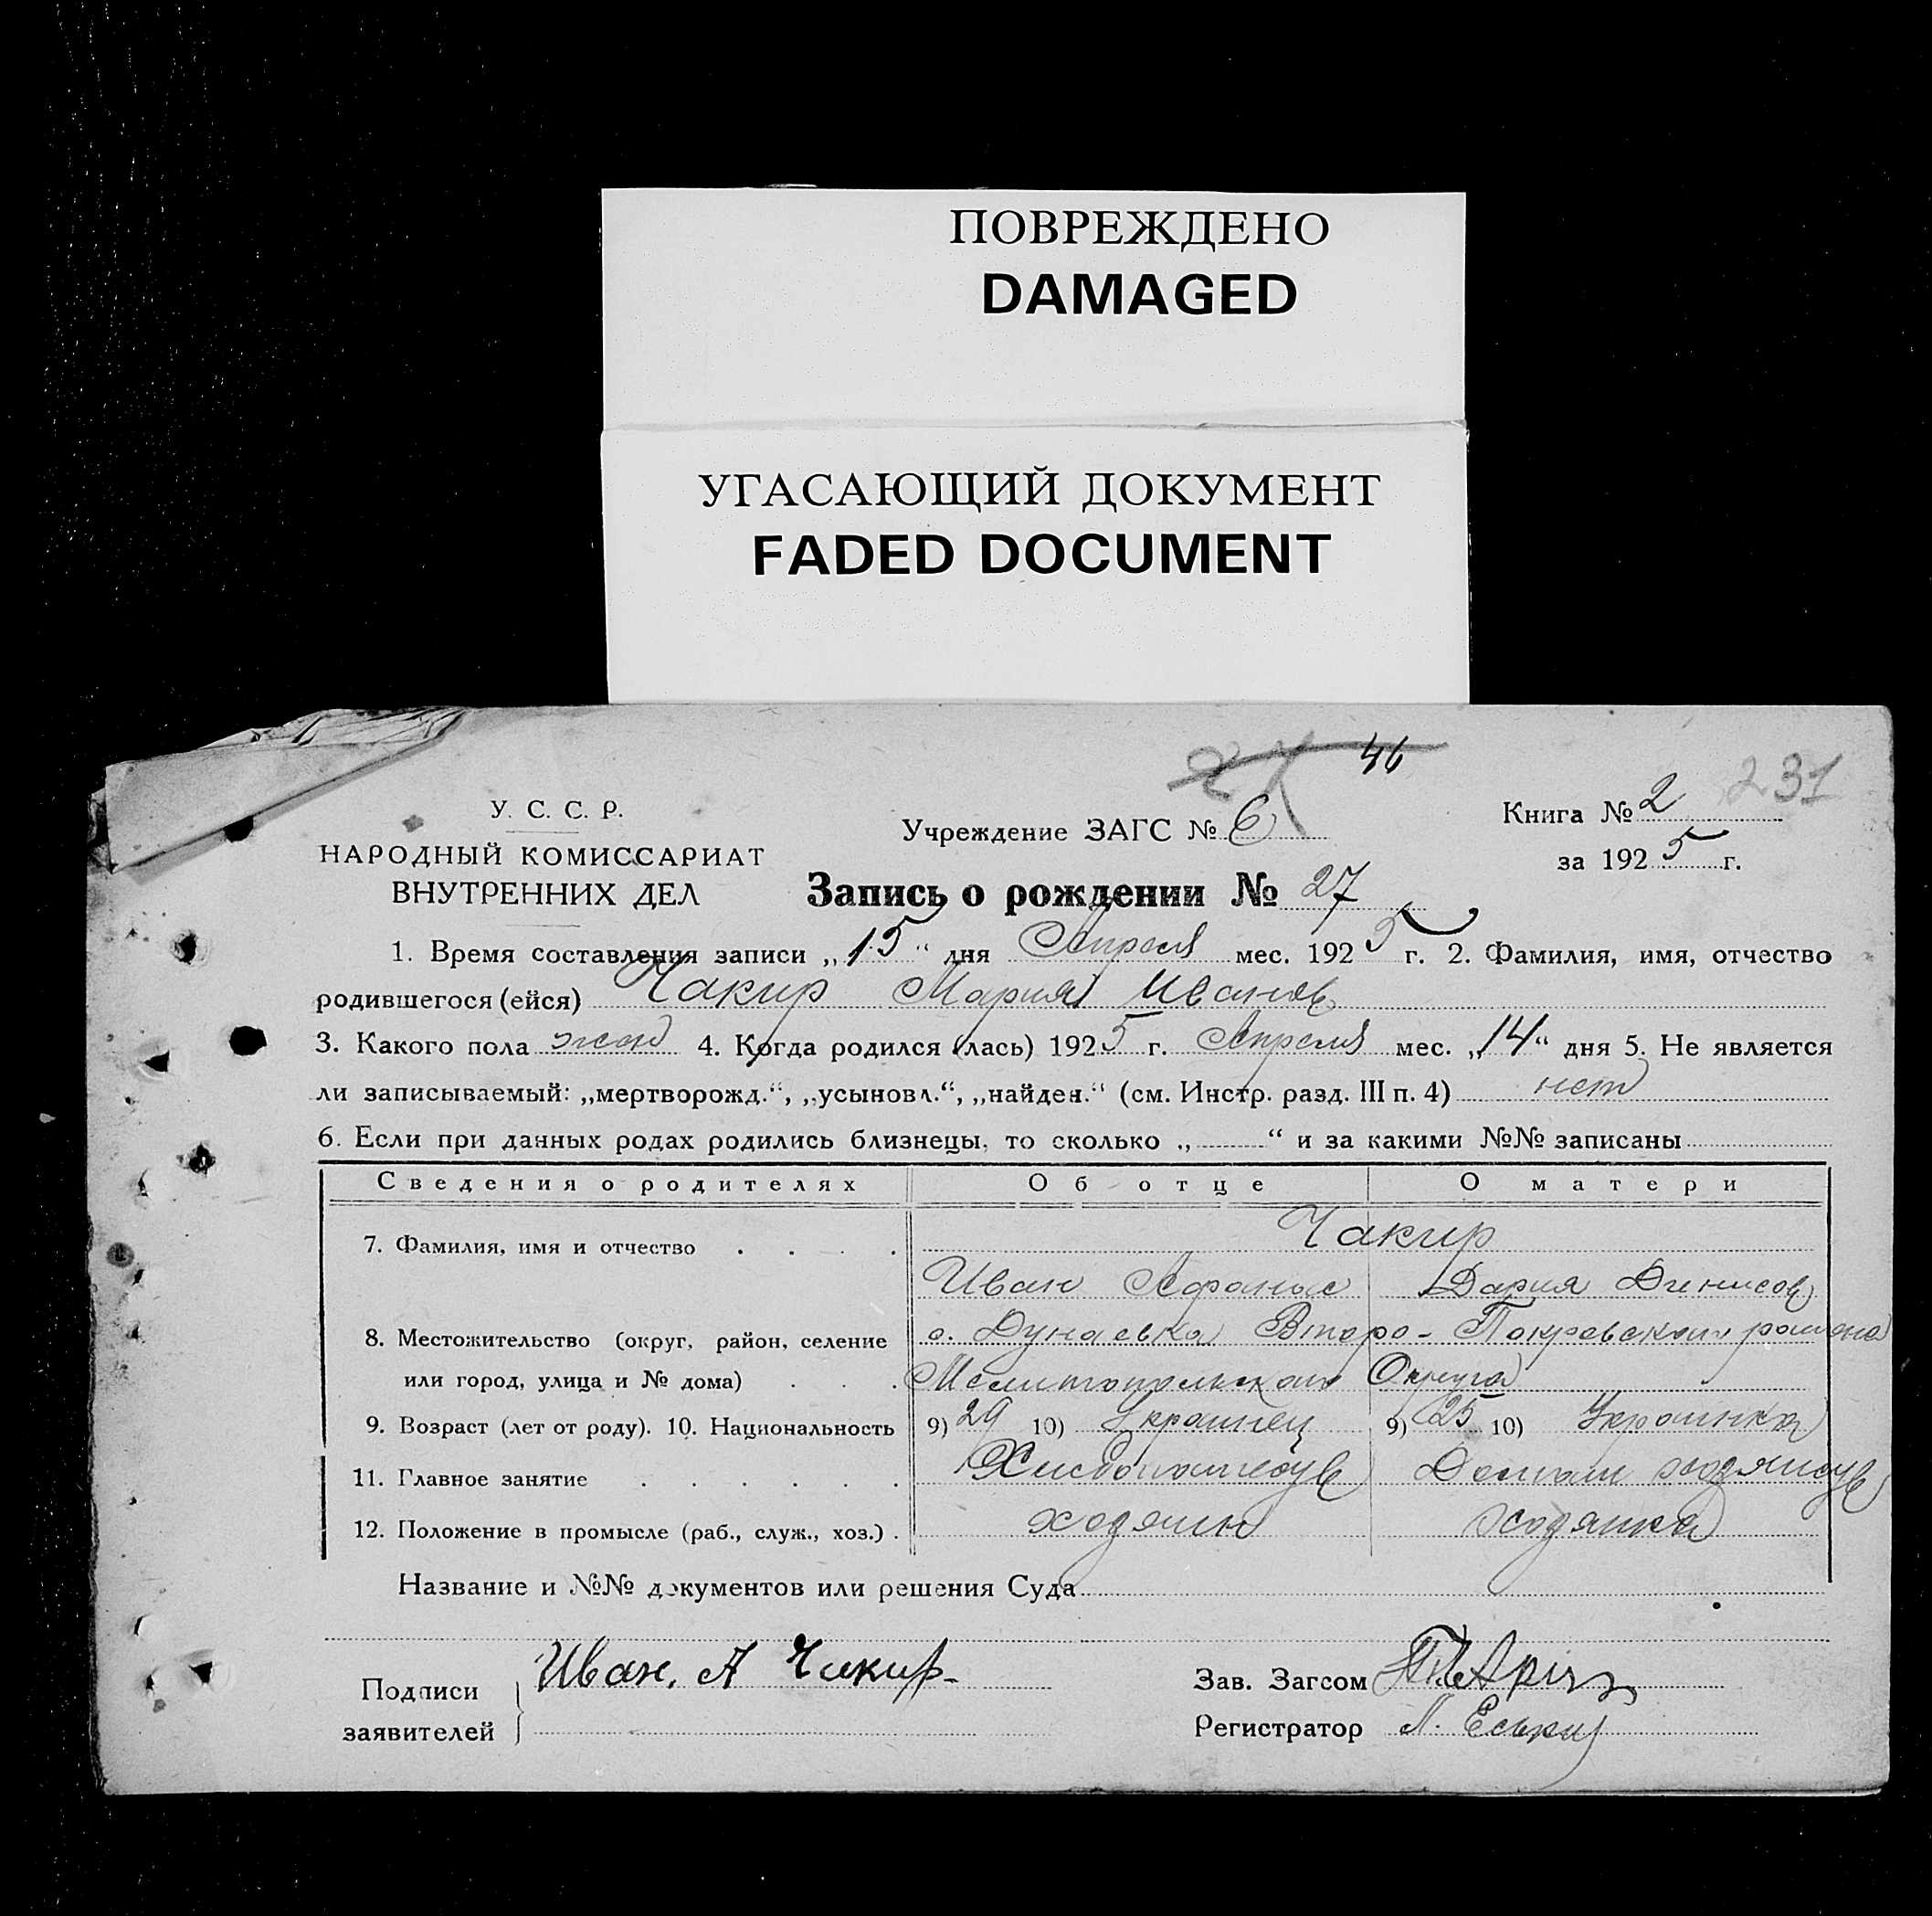 ПОВРЕЖДЕНО
DAMAGED
УГАСАЮЩИЙ ДОКУМЕНТ
FADED DOCUMENT
27 46
231
У. С. С. Р.
НАРОДНЫЙ КОМИССАРИАТ
ВНУТРЕННИХ ДЕЛ
Учреждение ЗАГС № 6
Книга № 2
за 1925 г.
Запись о рождении № 27
1. Время составления записи „15“ дня Апреля мес. 1925 г. 2. Фамилия, имя, отчество
родившегося (ейся) Чакир Мария Иванов
3. Какого пола жен 4. Когда родился (лась) 1925 г. Апреля мес. „14“ дня 5. Не является
ли записываемый: „мертворожд.“, „усыновл.“, „найден.“ (см. Инстр. разд. III п. 4) нет
6. Если при данных родах родились близнецы, то сколько „ “ и за какими №№ записаны
Сведения о родителях Об отце О матери
7. Фамилия, имя и отчество . . . . Чакир
Иван Афанас Дария Денисов
8. Местожительство (округ, район, селение с. Дунаевка Второ-Покровского района
или город, улица и № дома) . . . Мелитопольского Округа
9. Возраст (лет от роду). 10. Национальность 9) 29 10) Украинец 9) 25 10) Украинка
11. Главное занятие . . . . . . Хлебопашеств Домаш хозяйств
12. Положение в промысле (раб., служ., хоз.) . хозяин хозяйка
Название и №№ документов или решения Суда
Подписи
заявителей
Иван. А Чикир
Зав. Загсом
Регистратор Л.